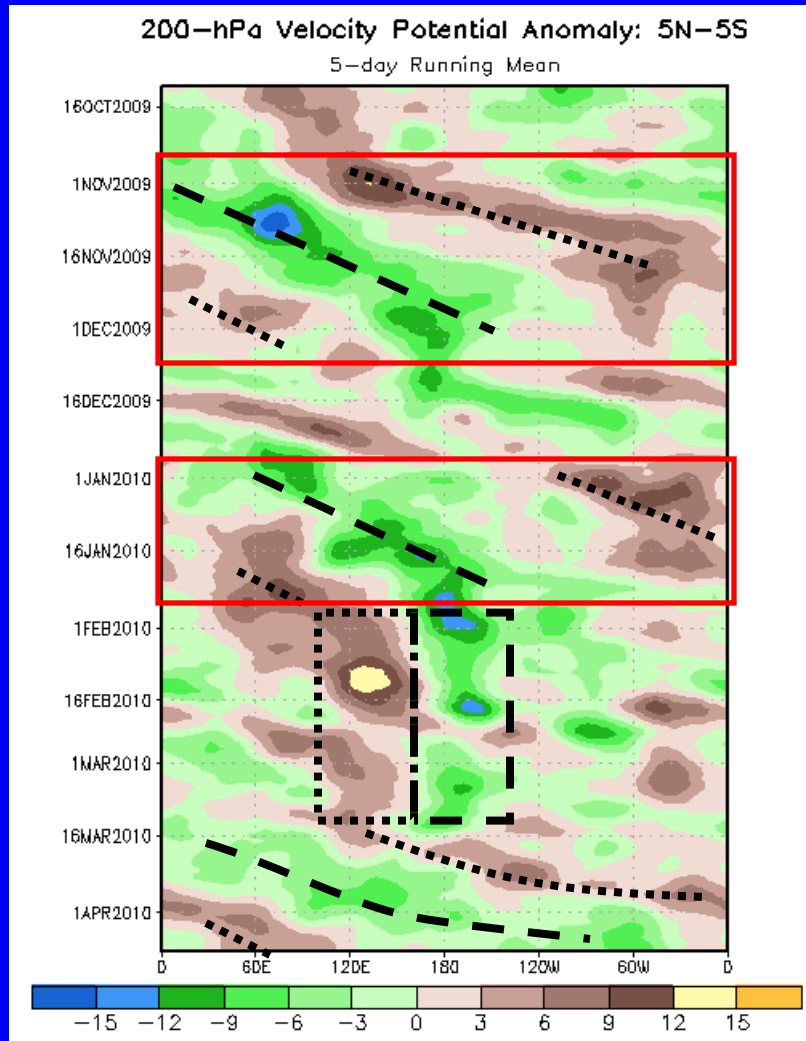 200-hPa Velocity Potential Anomaly: 5N-5S
5-day Running Mean
16OCT2009
1NOV2009
16NOV2009
1DEC2009
16DEC2009
1JAN2010
16JAN2010
1FEB2010
16FEB2010
1MAR2010
16MAR2010
1APR2010
0 60E 120E 180 120W 60W 0
-15 -12 -9 -6 -3 0 3 6 9 12 15